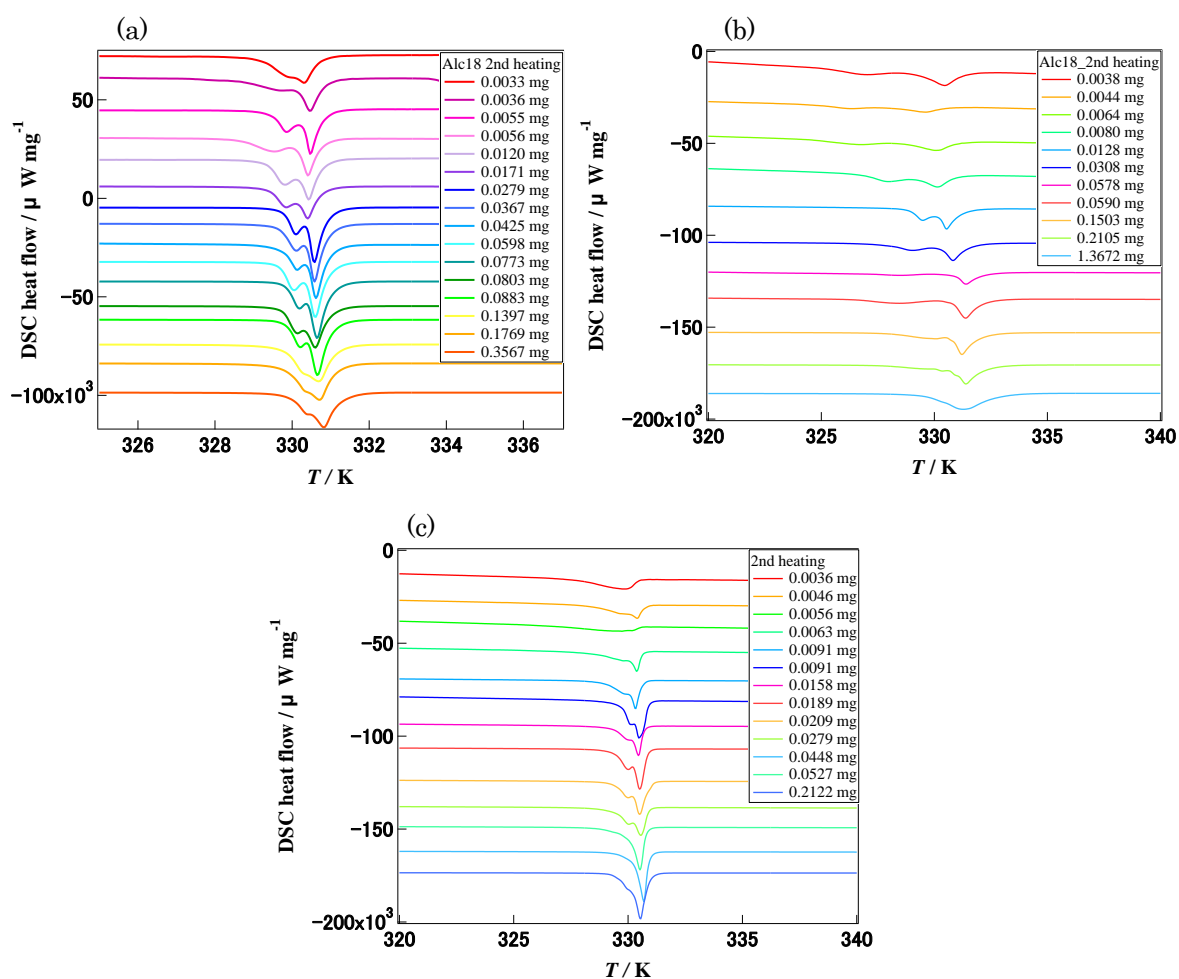 (a)
DSC heat flow / μ W mg⁻¹
50
0
−50
−100x10³
326
328
330
332
334
336
T / K
Alc18 2nd heating
0.0033 mg
0.0036 mg
0.0055 mg
0.0056 mg
0.0120 mg
0.0171 mg
0.0279 mg
0.0367 mg
0.0425 mg
0.0598 mg
0.0773 mg
0.0803 mg
0.0883 mg
0.1397 mg
0.1769 mg
0.3567 mg
(b)
DSC heat flow / μ W mg⁻¹
0
−50
−100
−150
−200x10³
320
325
330
335
340
T / K
Alc18_2nd heating
0.0038 mg
0.0044 mg
0.0064 mg
0.0080 mg
0.0128 mg
0.0308 mg
0.0578 mg
0.0590 mg
0.1503 mg
0.2105 mg
1.3672 mg
(c)
DSC heat flow / μ W mg⁻¹
0
−50
−100
−150
−200x10³
320
325
330
335
340
T / K
2nd heating
0.0036 mg
0.0046 mg
0.0056 mg
0.0063 mg
0.0091 mg
0.0091 mg
0.0158 mg
0.0189 mg
0.0209 mg
0.0279 mg
0.0448 mg
0.0527 mg
0.2122 mg